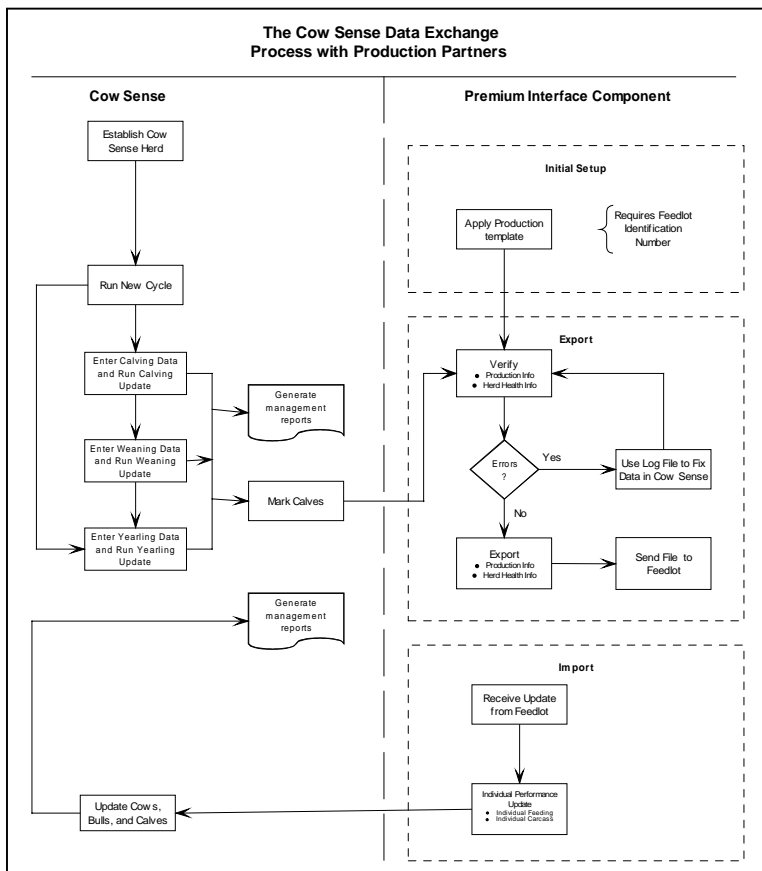 The Cow Sense Data Exchange
Process with Production Partners
Cow Sense
Premium Interface Component
Establish Cow
Sense Herd
Initial Setup
Apply Production
template
Requires Feedlot
Identification
Number
Run New Cycle
Export
Enter Calving Data
and Run Calving
Update
Generate
management
reports
Verify
● Production Info
● Herd Health Info
Enter Weaning Data
and Run Weaning
Update
Errors
?
Yes
Use Log File to Fix
Data in Cow Sense
Mark Calves
No
Enter Yearling Data
and Run Yearling
Update
Export
● Production Info
● Herd Health Info
Send File to
Feedlot
Generate
management
reports
Import
Receive Update
from Feedlot
Individual Performance
Update
● Individual Feeding
● Individual Carcass
Update Cows,
Bulls, and Calves